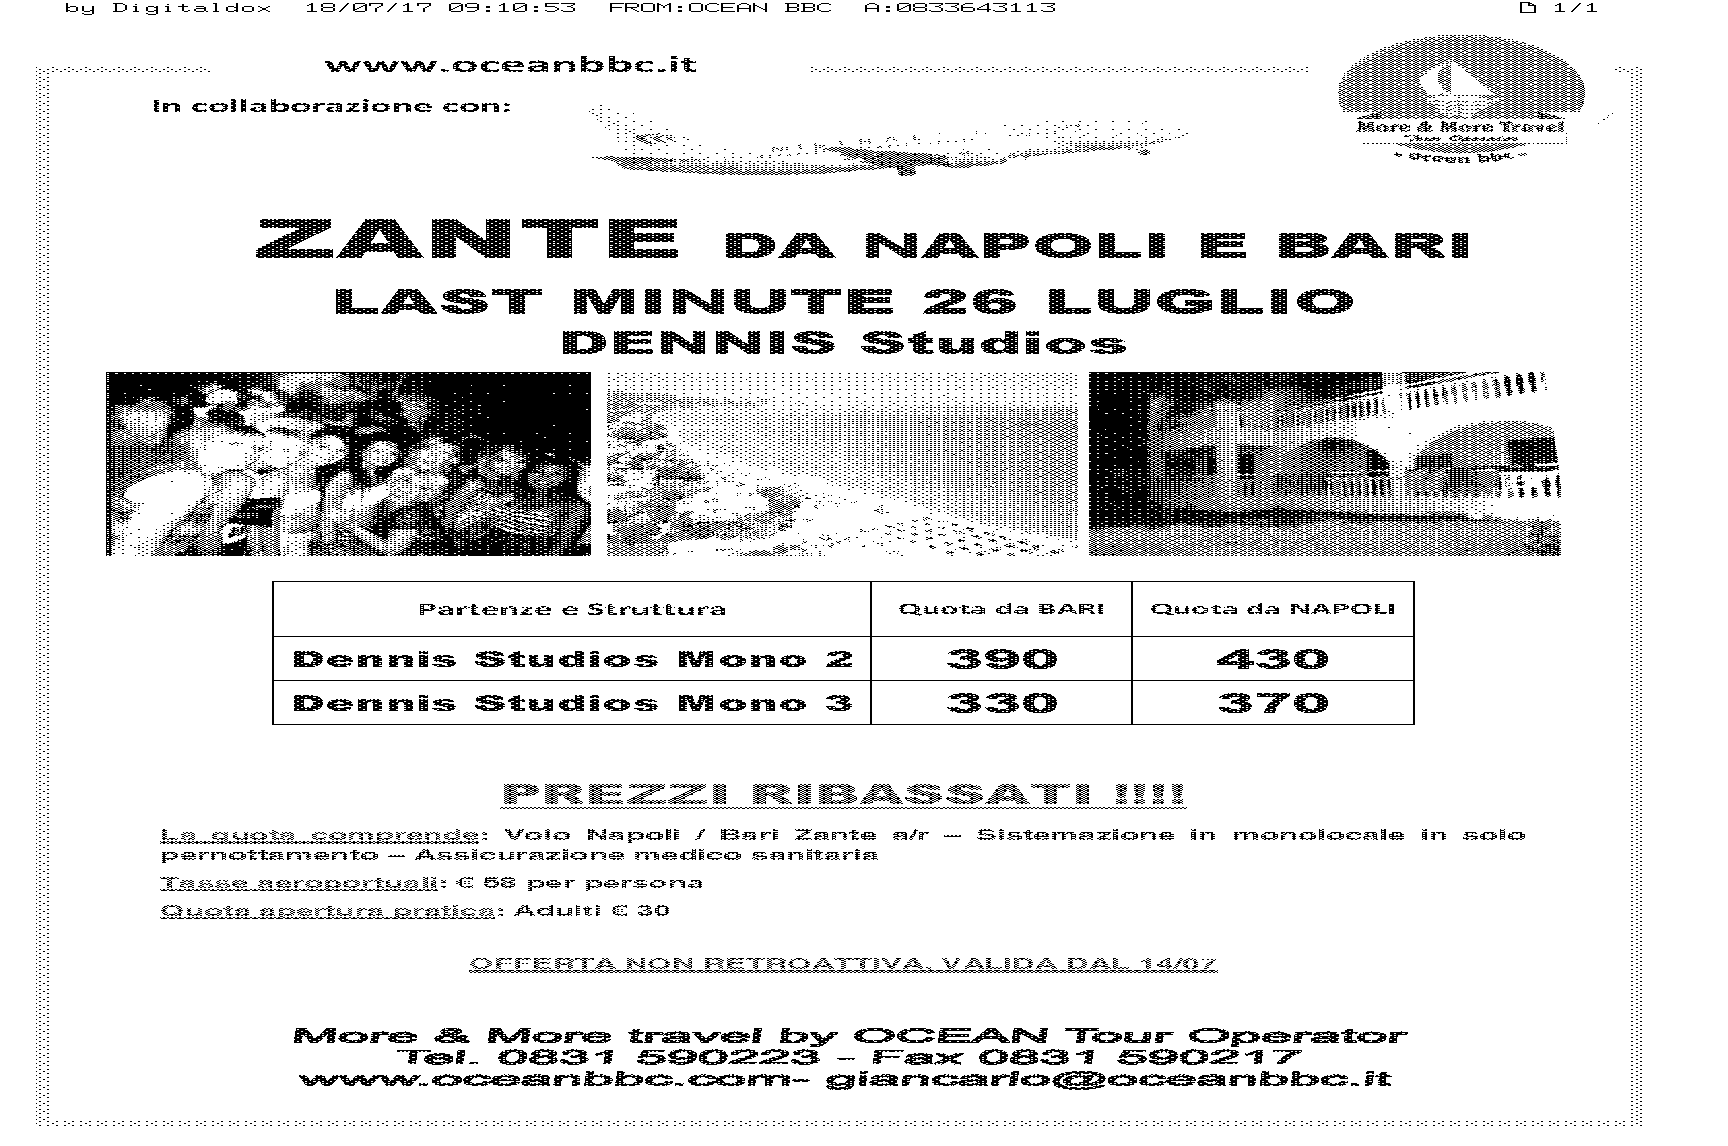 by Digitaldox 18/07/17 09:10:53 FROM:OCEAN BBC A:0833643113 1/1
www.oceanbbc.it
In collaborazione con:
More & More Travel
ZANTE DA NAPOLI E BARI
LAST MINUTE 26 LUGLIO
DENNIS Studios
Partenze e Struttura Quota da BARI Quota da NAPOLI
Dennis Studios Mono 2 390 430
Dennis Studios Mono 3 330 370
PREZZI RIBASSATI !!!!
La quota comprende: Volo Napoli / Bari Zante a/r – Sistemazione in monolocale in solo
pernottamento – Assicurazione medico sanitaria
Tasse aeroportuali: € 58 per persona
Quota apertura pratica: Adulti € 30
OFFERTA NON RETROATTIVA, VALIDA DAL 14/07
More & More travel by OCEAN Tour Operator
Tel. 0831 590223 – Fax 0831 590217
www.oceanbbc.com– giancarlo@oceanbbc.it